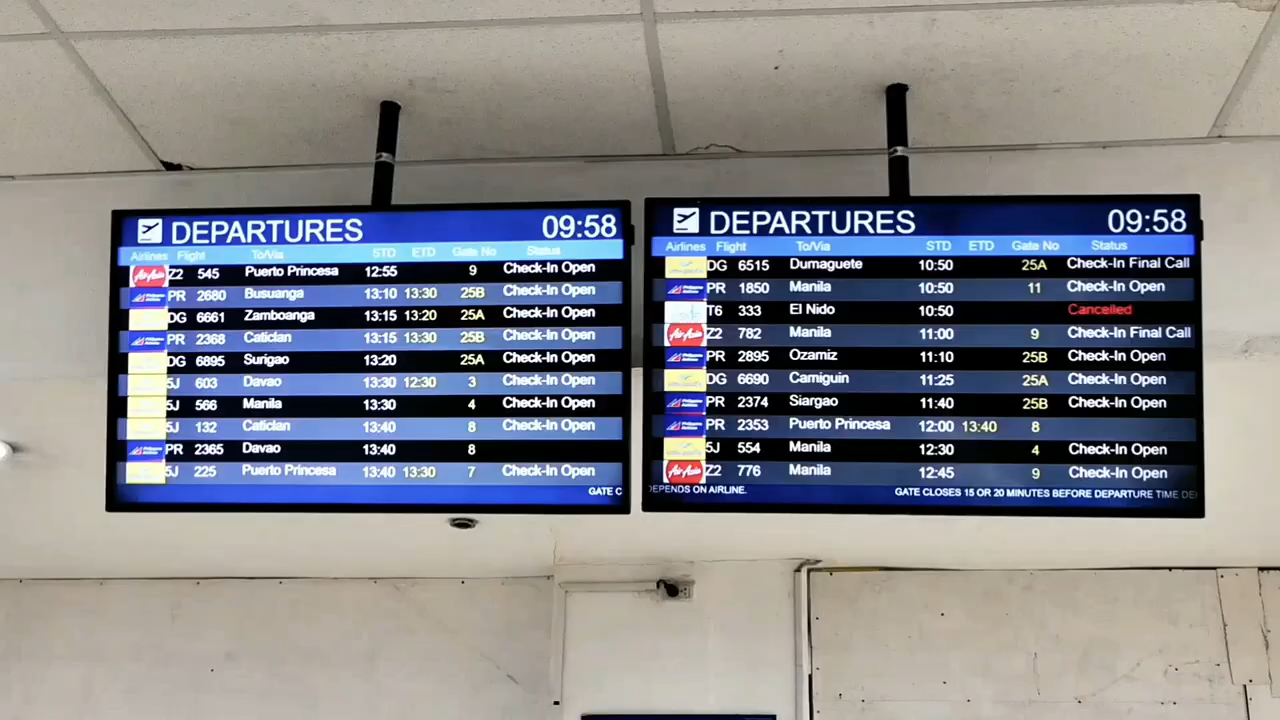 DEPARTURES 09:58
Airlines Flight To/Via STD ETD Gate No Status
AirAsia Z2 545 Puerto Princesa 12:55 9 Check-In Open
PR 2680 Busuanga 13:10 13:30 25B Check-In Open
DG 6661 Zamboanga 13:15 13:20 25A Check-In Open
PR 2368 Caticlan 13:15 13:30 25B Check-In Open
DG 6895 Surigao 13:20 25A Check-In Open
5J 603 Davao 13:30 12:30 3 Check-In Open
5J 566 Manila 13:30 4 Check-In Open
5J 132 Caticlan 13:40 8 Check-In Open
PR 2365 Davao 13:40 8
5J 225 Puerto Princesa 13:40 13:30 7 Check-In Open
GATE C
DEPARTURES 09:58
Airlines Flight To/Via STD ETD Gate No Status
DG 6515 Dumaguete 10:50 25A Check-In Final Call
PR 1850 Manila 10:50 11 Check-In Open
T6 333 El Nido 10:50 Cancelled
AirAsia Z2 782 Manila 11:00 9 Check-In Final Call
PR 2895 Ozamiz 11:10 25B Check-In Open
DG 6690 Camiguin 11:25 25A Check-In Open
PR 2374 Siargao 11:40 25B Check-In Open
PR 2353 Puerto Princesa 12:00 13:40 8
5J 554 Manila 12:30 4 Check-In Open
AirAsia Z2 776 Manila 12:45 9 Check-In Open
DEPENDS ON AIRLINE. GATE CLOSES 15 OR 20 MINUTES BEFORE DEPARTURE TIME DE